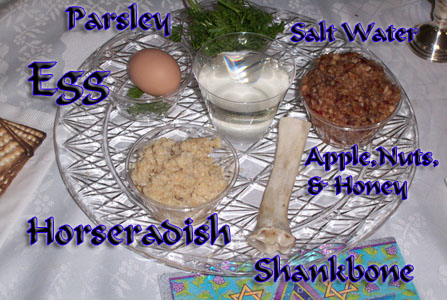 Parsley
Salt Water
Egg
Apple,Nuts,
& Honey
Horseradish
Shankbone